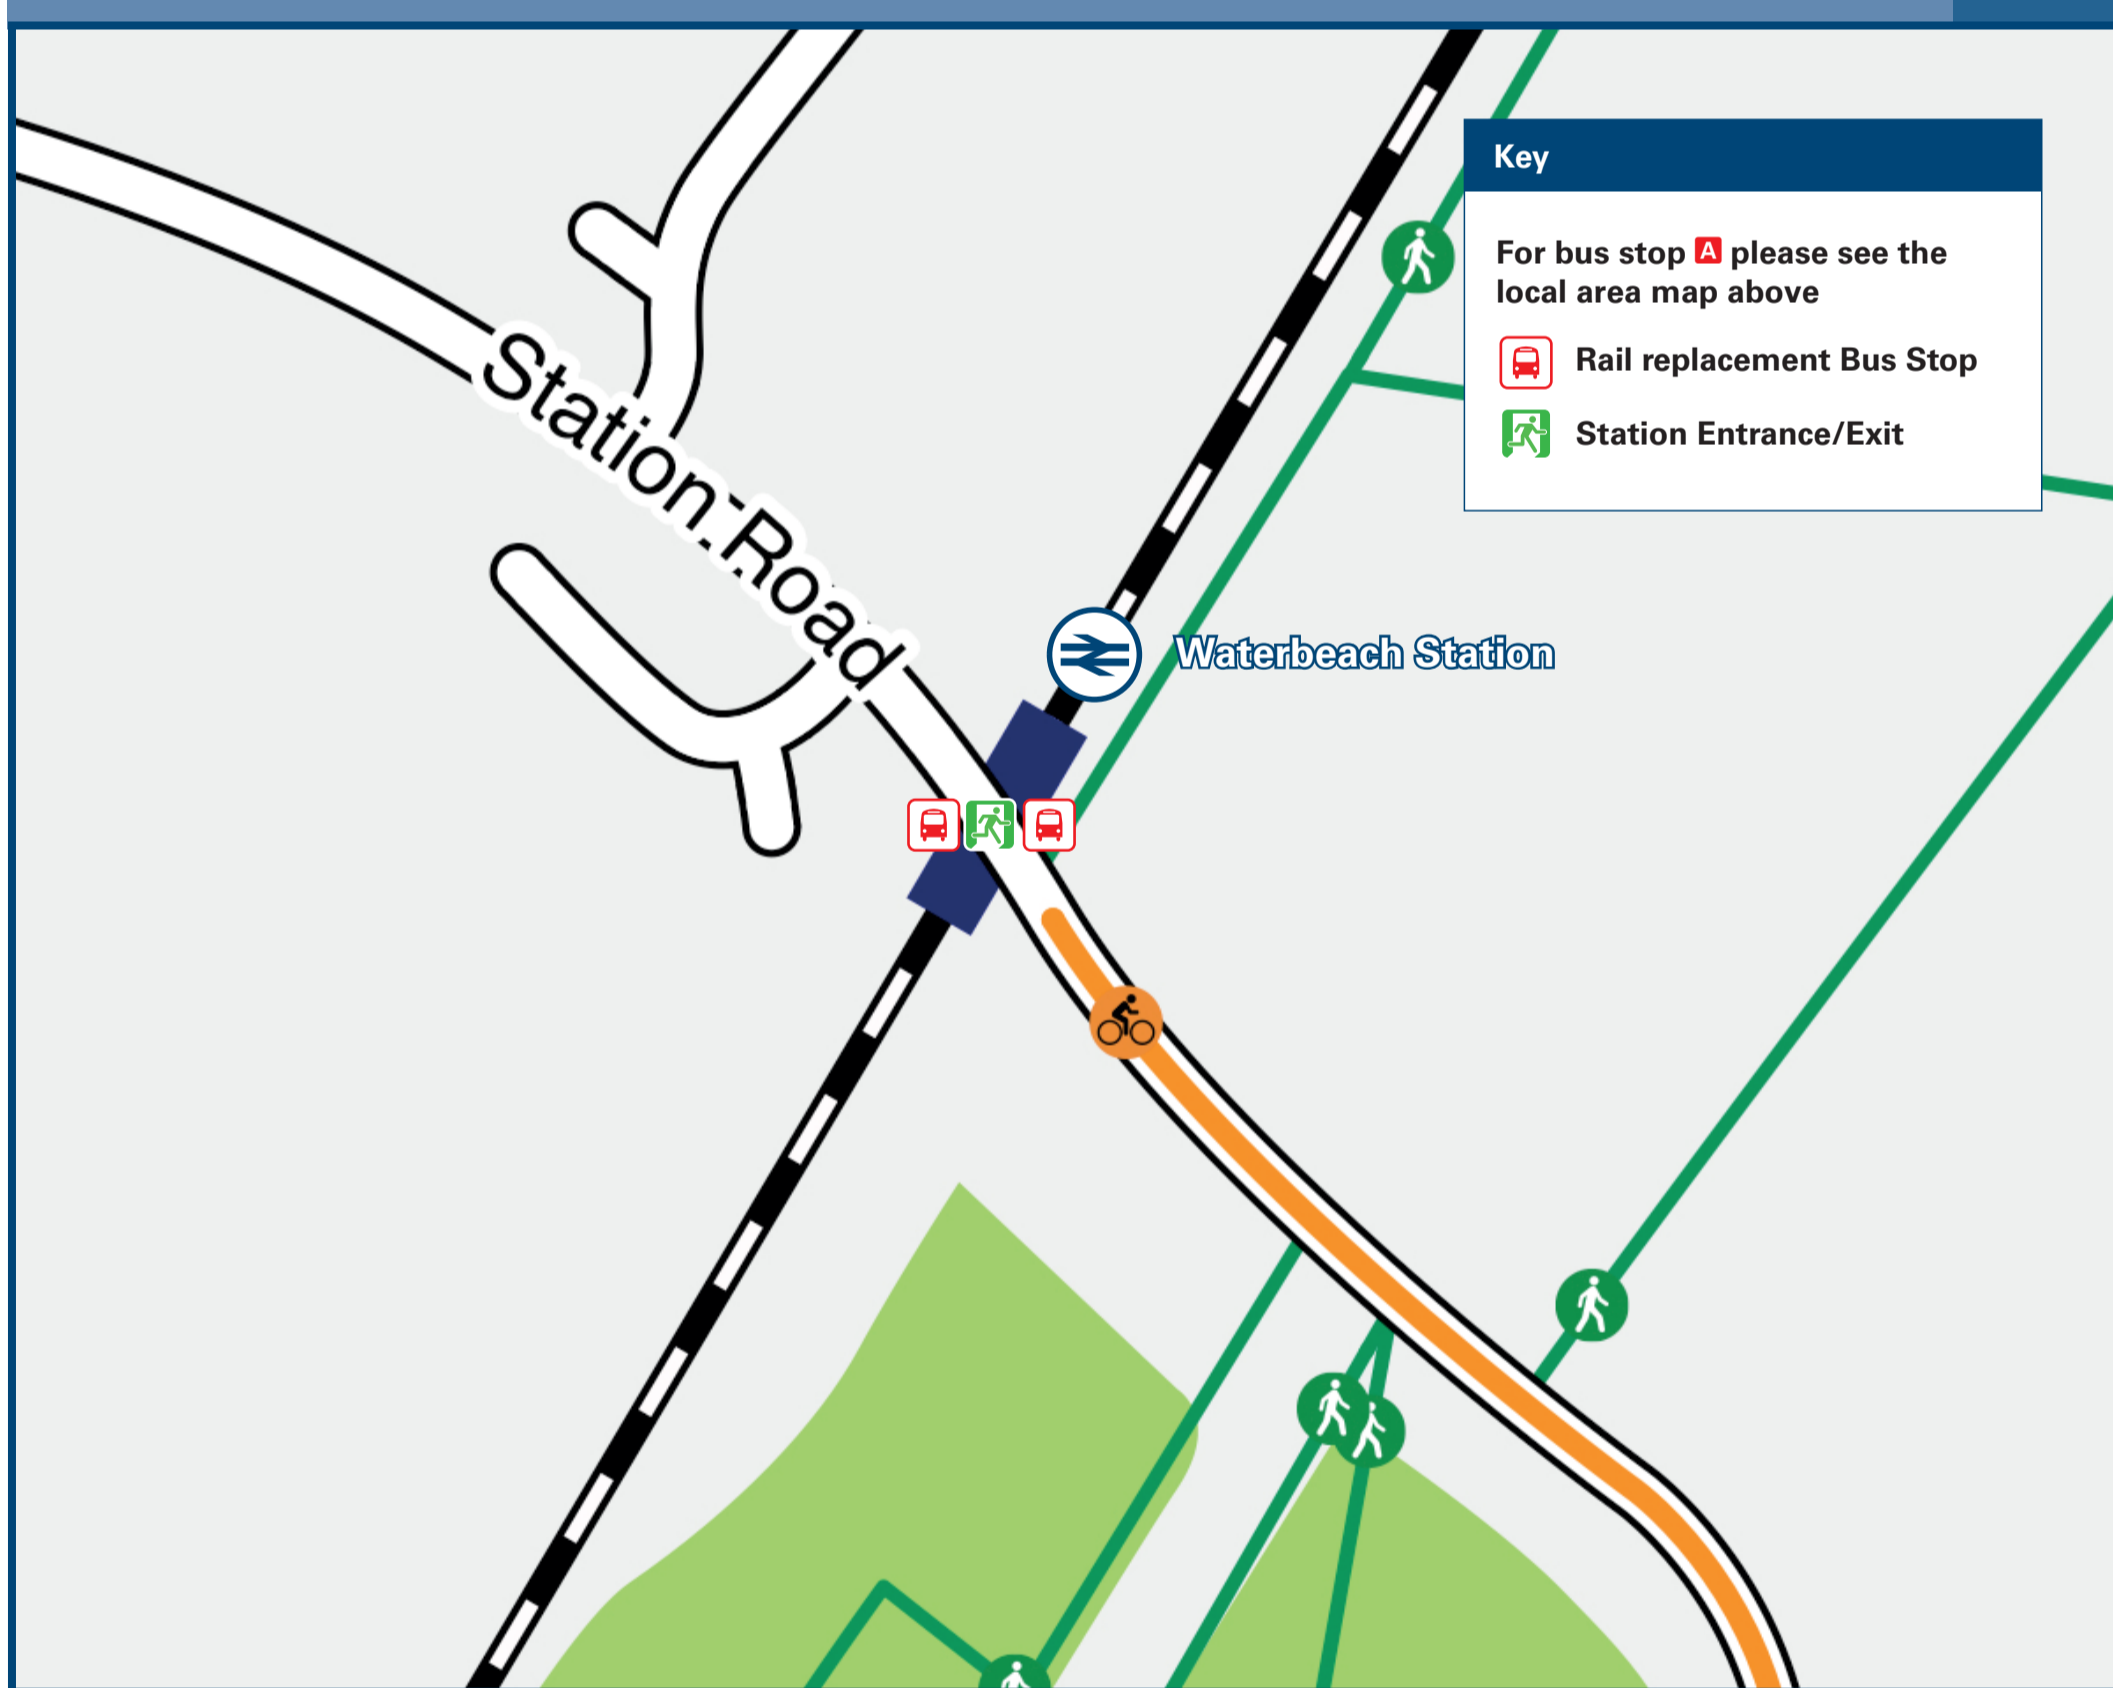 Key
For bus stop A please see the
local area map above
Rail replacement Bus Stop
Station Entrance/Exit
Station Road
Waterbeach Station